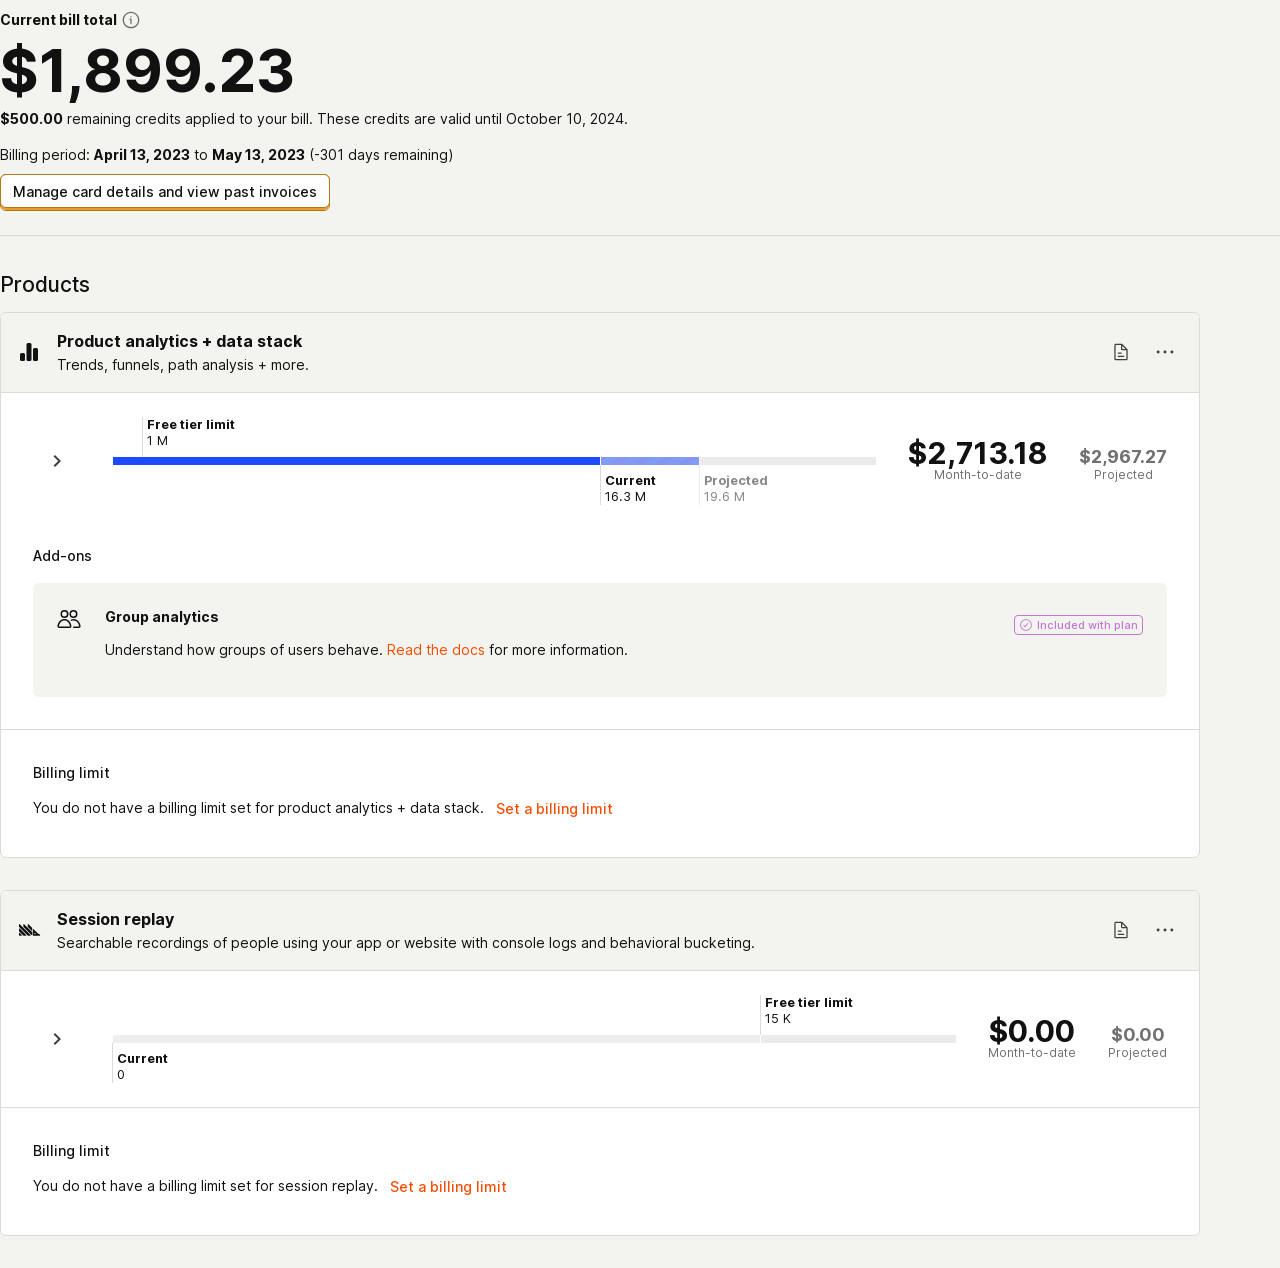 Current bill total
$1,899.23
$500.00 remaining credits applied to your bill. These credits are valid until October 10, 2024.
Billing period: April 13, 2023 to May 13, 2023 (-301 days remaining)
Manage card details and view past invoices
Products
Product analytics + data stack
Trends, funnels, path analysis + more.
Free tier limit
1 M
Current
16.3 M
Projected
19.6 M
$2,713.18
Month-to-date
$2,967.27
Projected
Add-ons
Group analytics
Included with plan
Understand how groups of users behave. Read the docs for more information.
Billing limit
You do not have a billing limit set for product analytics + data stack. Set a billing limit
Session replay
Searchable recordings of people using your app or website with console logs and behavioral bucketing.
Free tier limit
15 K
Current
0
$0.00
Month-to-date
$0.00
Projected
Billing limit
You do not have a billing limit set for session replay. Set a billing limit